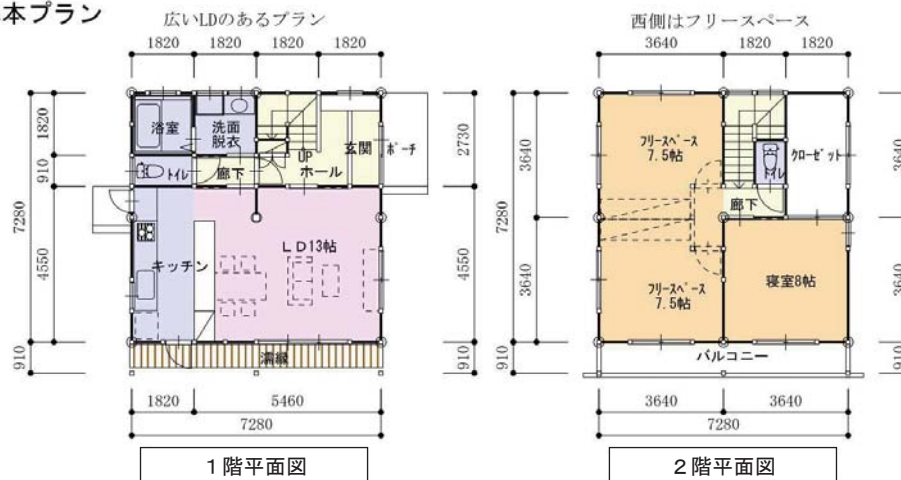 本プラン
広いLDのあるプラン
1820 1820 1820 1820
1820
910
7280
4550
910
2730
4550
910
浴室
洗面
脱衣
トイレ
廊下
UP
ホール
玄関
ポーチ
キッチン
LD13帖
濡縁
1820 5460
7280
1階平面図
西側はフリースペース
3640 1820 1820
3640
7280
3640
910
3640
3640
910
フリースペース
7.5帖
トイレ
クローゼット
廊下
フリースペース
7.5帖
寝室8帖
バルコニー
3640 3640
7280
2階平面図